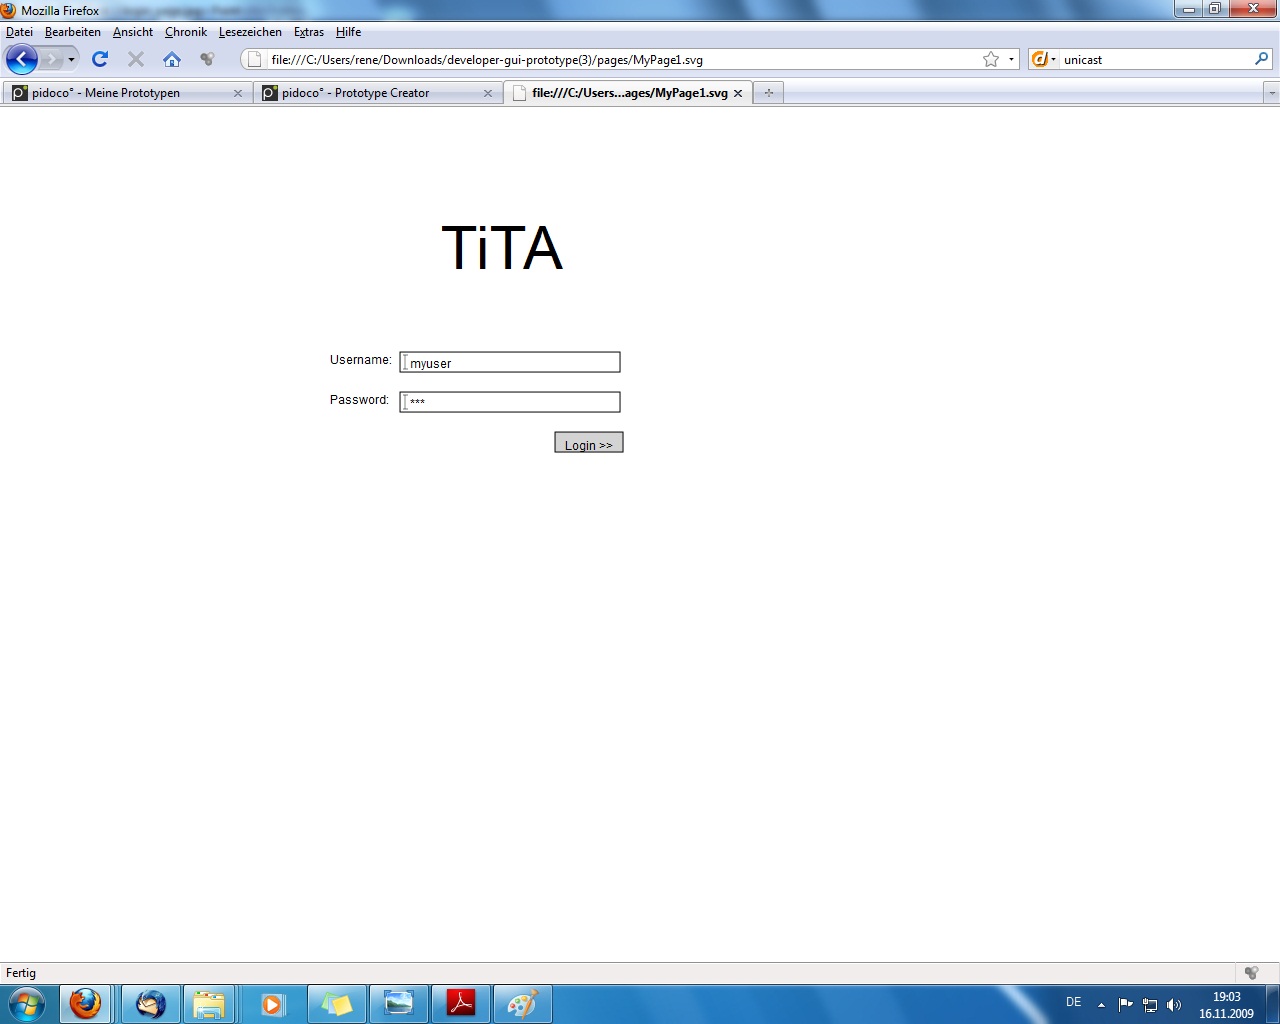 Mozilla Firefox
Datei Bearbeiten Ansicht Chronik Lesezeichen Extras Hilfe
file:///C:/Users/rene/Downloads/developer-gui-prototype(3)/pages/MyPage1.svg
unicast
pidoco° - Meine Prototypen
pidoco° - Prototype Creator
file:///C:/Users...ages/MyPage1.svg
TiTA
Username: myuser
Password: ***
Login >>
Fertig
DE
19:03
16.11.2009